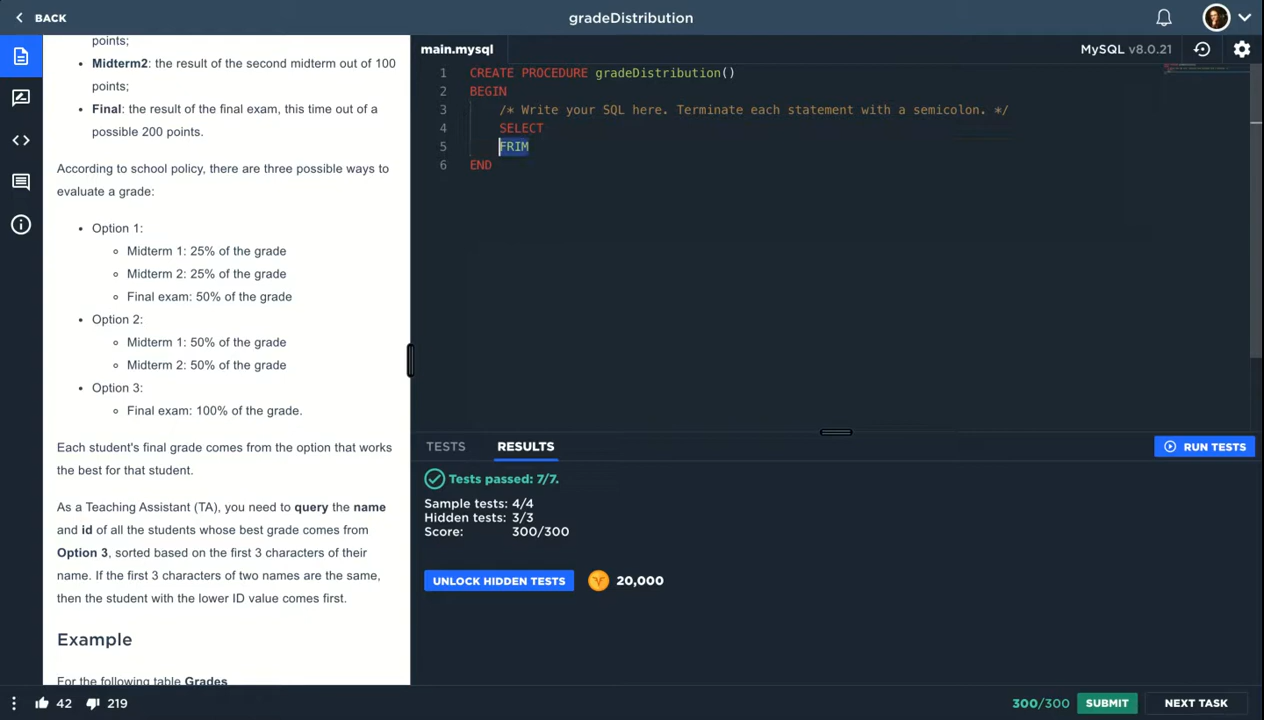 BACK
gradeDistribution
points;
Midterm2: the result of the second midterm out of 100
points;
Final: the result of the final exam, this time out of a
possible 200 points.
According to school policy, there are three possible ways to
evaluate a grade:
Option 1:
Midterm 1: 25% of the grade
Midterm 2: 25% of the grade
Final exam: 50% of the grade
Option 2:
Midterm 1: 50% of the grade
Midterm 2: 50% of the grade
Option 3:
Final exam: 100% of the grade.
Each student's final grade comes from the option that works
the best for that student.
As a Teaching Assistant (TA), you need to query the name
and id of all the students whose best grade comes from
Option 3, sorted based on the first 3 characters of their
name. If the first 3 characters of two names are the same,
then the student with the lower ID value comes first.
Example
For the following table Grades
main.mysql
MySQL v8.0.21
1 CREATE PROCEDURE gradeDistribution()
2 BEGIN
3 /* Write your SQL here. Terminate each statement with a semicolon. */
4 SELECT
5 FRIM
6 END
TESTS RESULTS
RUN TESTS
Tests passed: 7/7.
Sample tests: 4/4
Hidden tests: 3/3
Score: 300/300
UNLOCK HIDDEN TESTS 20,000
42 219
300/300 SUBMIT NEXT TASK